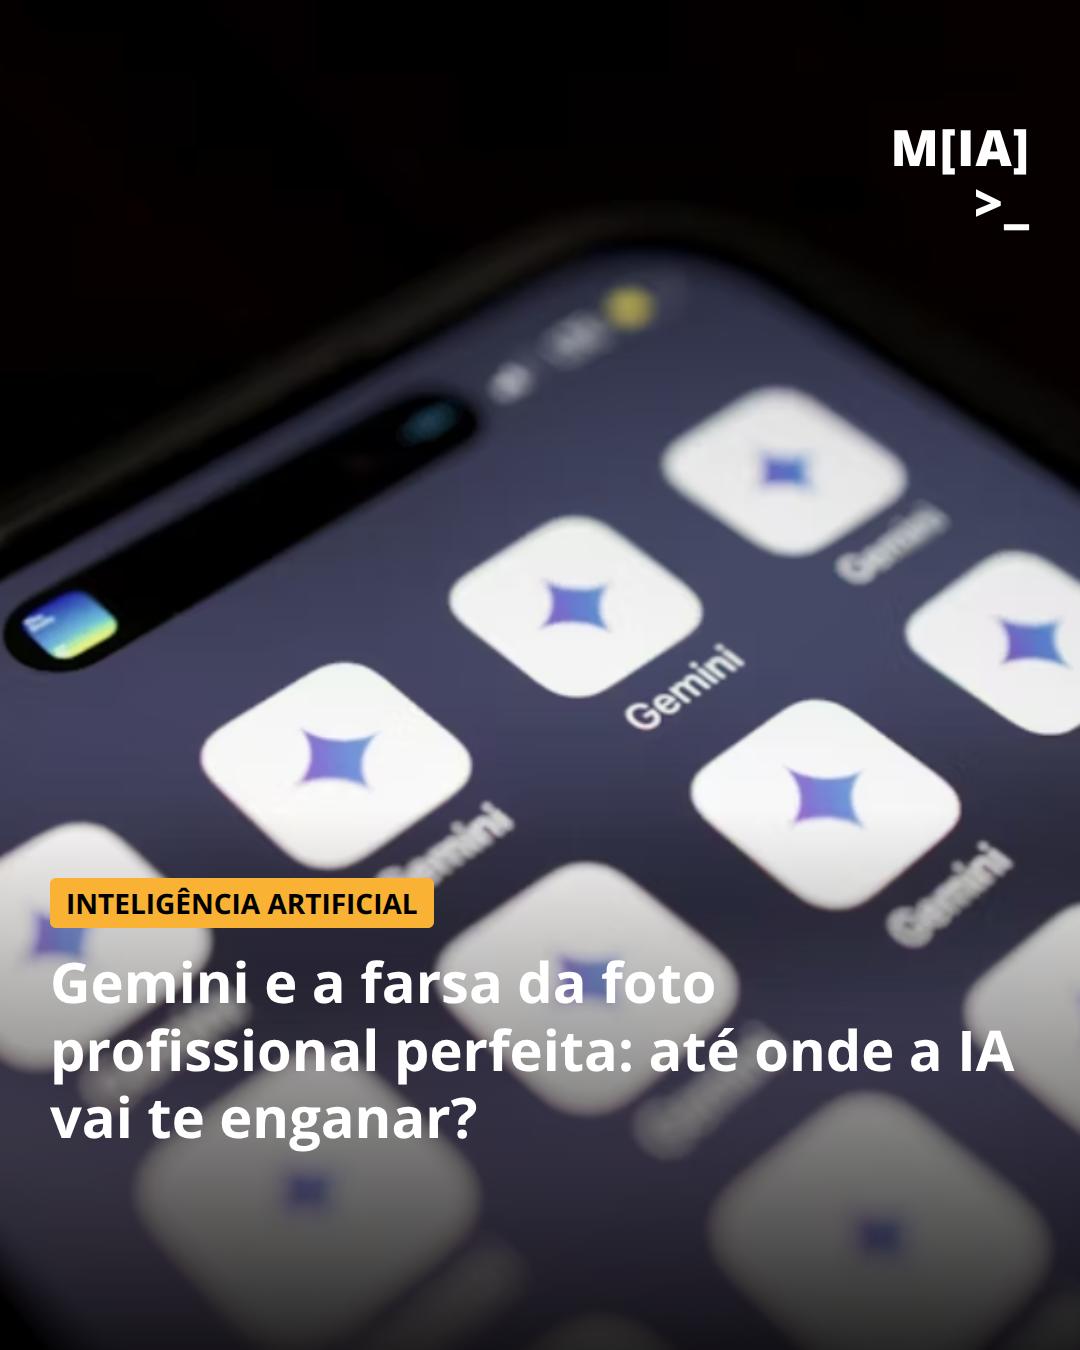 M[IA]
>_
Gemini
Gemini
Gemini
Gemini
INTELIGÊNCIA ARTIFICIAL
Gemini e a farsa da foto
profissional perfeita: até onde a IA
vai te enganar?